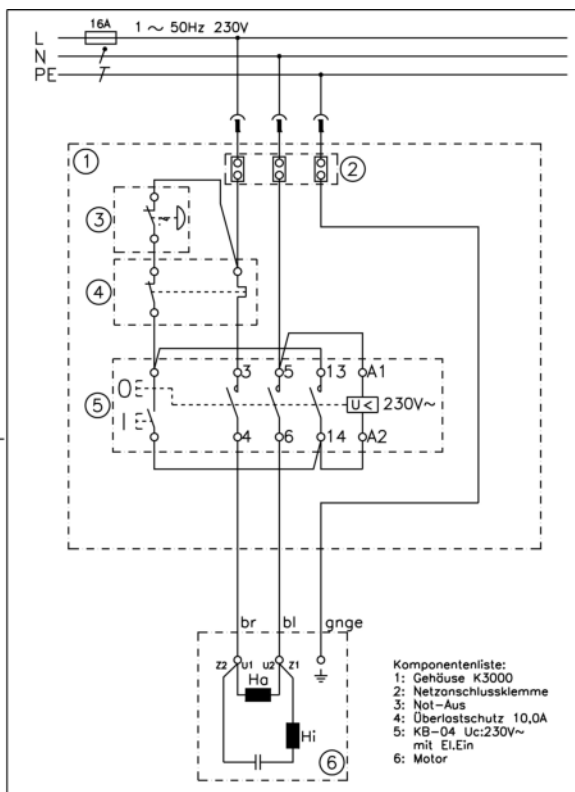 16A 1 ~ 50Hz 230V
L
N
PE
1
2
3
4
3 5 13 A1
O
5 U< 230V~
I
4 6 14 A2
br bl gnge
Z2 U1 U2 Z1
Ha
Hi
6
Komponentenliste:
1: Gehäuse K3000
2: Netzanschlussklemme
3: Not-Aus
4: Überlastschutz 10,0A
5: KB-04 Uc:230V~
mit El.Ein
6: Motor